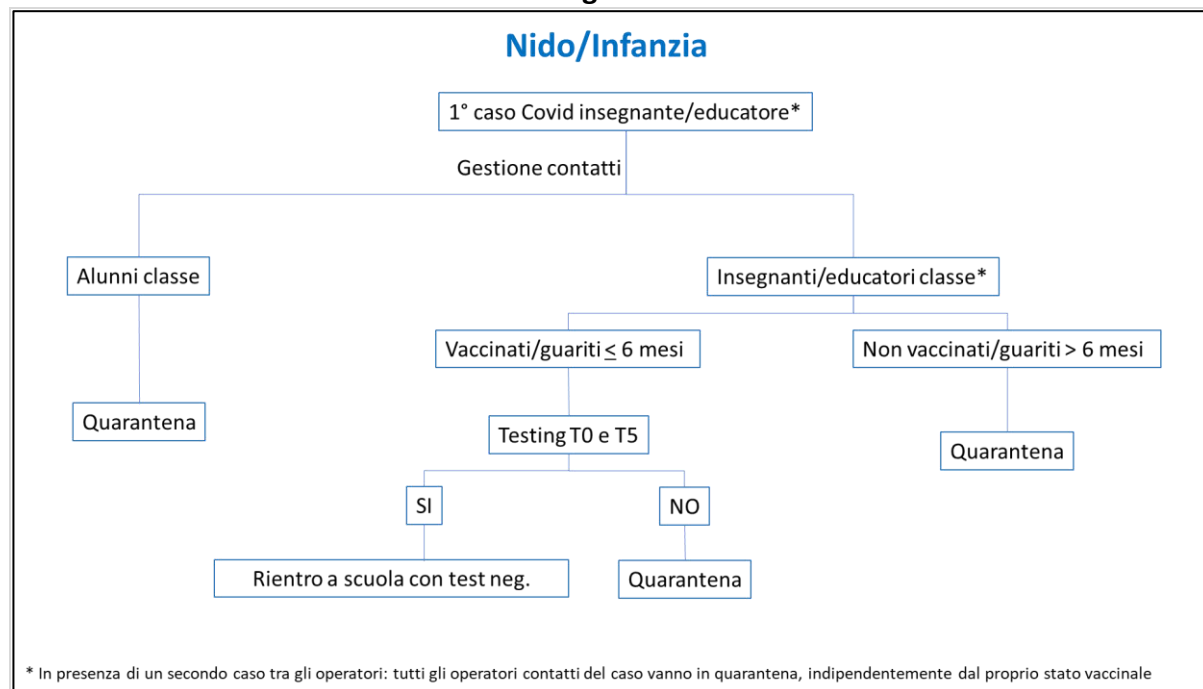 Nido/Infanzia
1° caso Covid insegnante/educatore*
Gestione contatti
Alunni classe
Insegnanti/educatori classe*
Vaccinati/guariti ≤ 6 mesi
Non vaccinati/guariti > 6 mesi
Quarantena
Testing T0 e T5
Quarantena
SI
NO
Rientro a scuola con test neg.
Quarantena
* In presenza di un secondo caso tra gli operatori: tutti gli operatori contatti del caso vanno in quarantena, indipendentemente dal proprio stato vaccinale